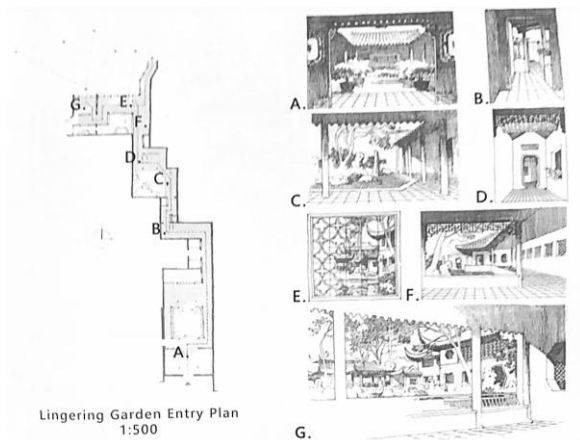 G.
E.
F.
D.
C.
B.
A.
Lingering Garden Entry Plan
1:500
A.
B.
C.
D.
E.
F.
G.